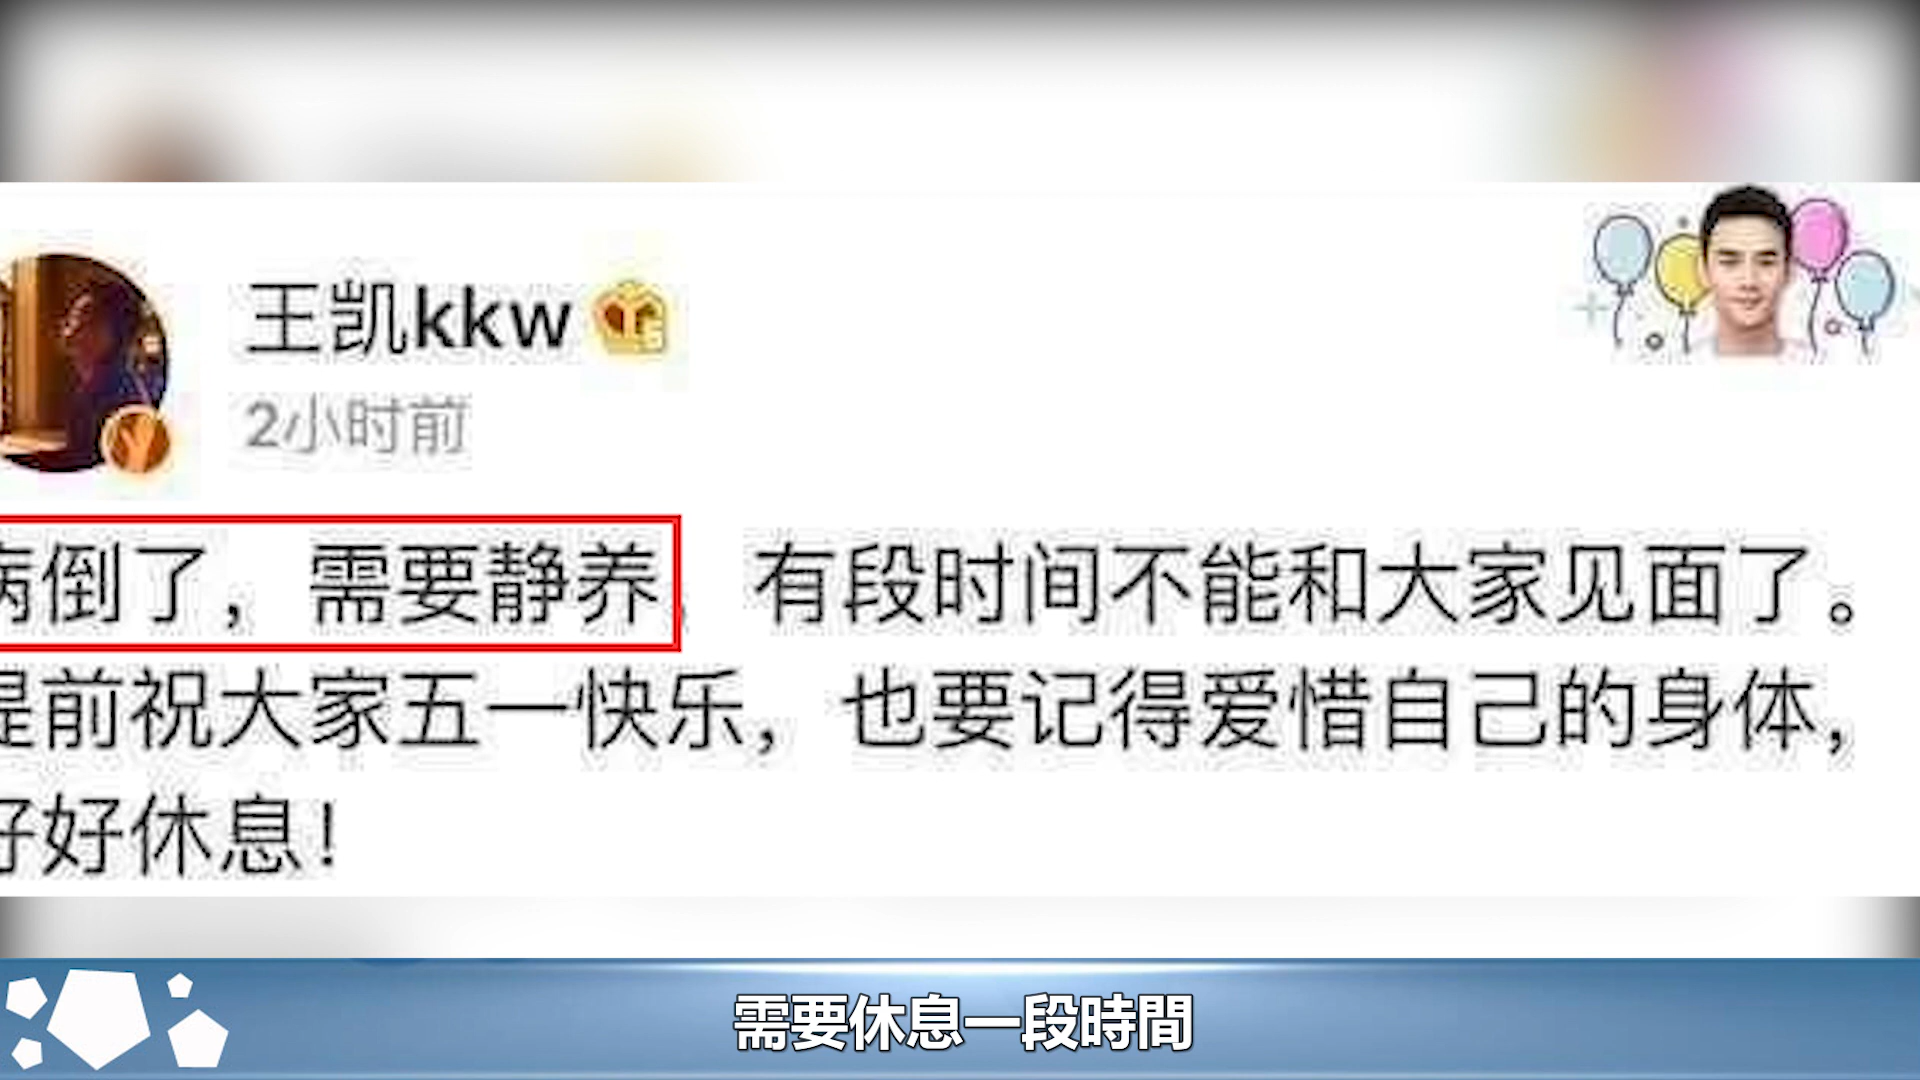 王凯kkw
2小时前
病倒了，需要静养，有段时间不能和大家见面了。
提前祝大家五一快乐，也要记得爱惜自己的身体，
好好休息！
需要休息一段時間